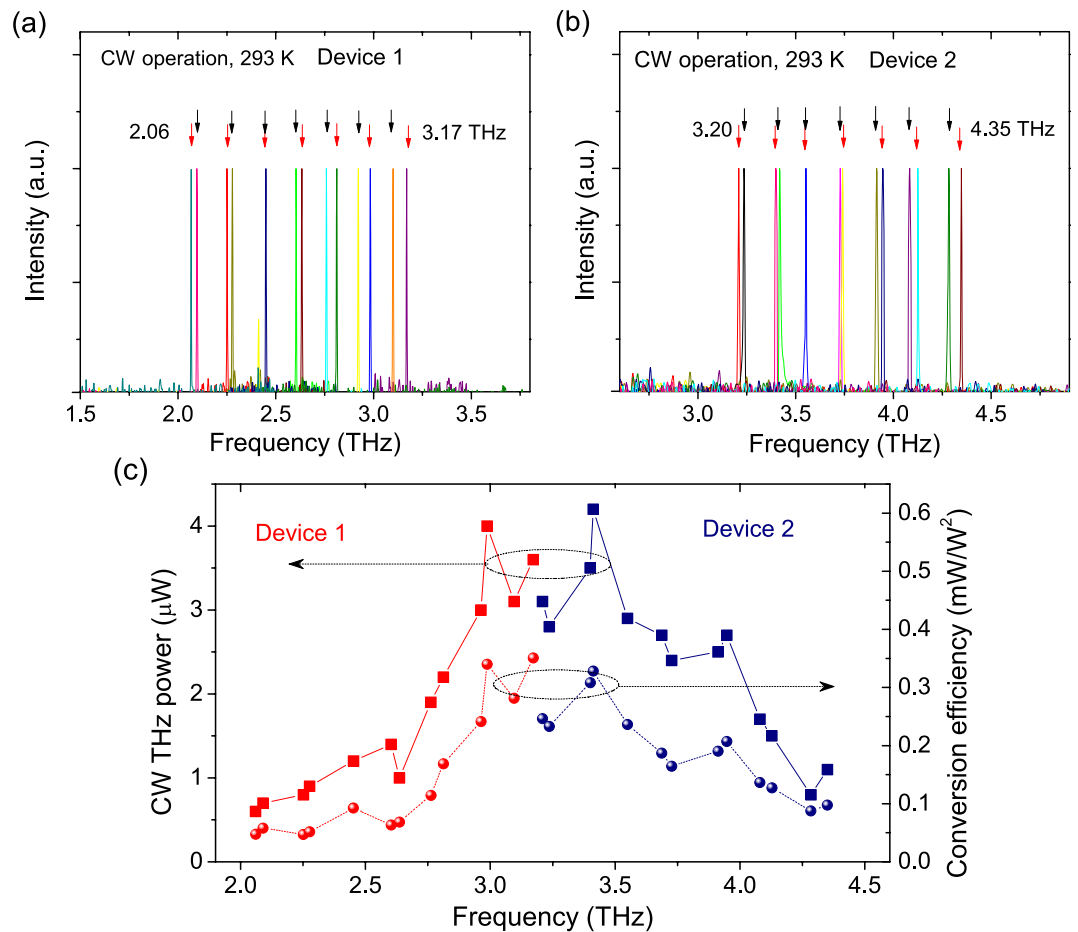 (a)
CW operation, 293 K Device 1
2.06
3.17 THz
Intensity (a.u.)
1.5 2.0 2.5 3.0 3.5
Frequency (THz)
(b)
CW operation, 293 K Device 2
3.20
4.35 THz
Intensity (a.u.)
3.0 3.5 4.0 4.5
Frequency (THz)
(c)
Device 1
Device 2
CW THz power (μW)
4
3
2
1
0
Conversion efficiency (mW/W²)
0.6
0.5
0.4
0.3
0.2
0.1
0.0
2.0 2.5 3.0 3.5 4.0 4.5
Frequency (THz)